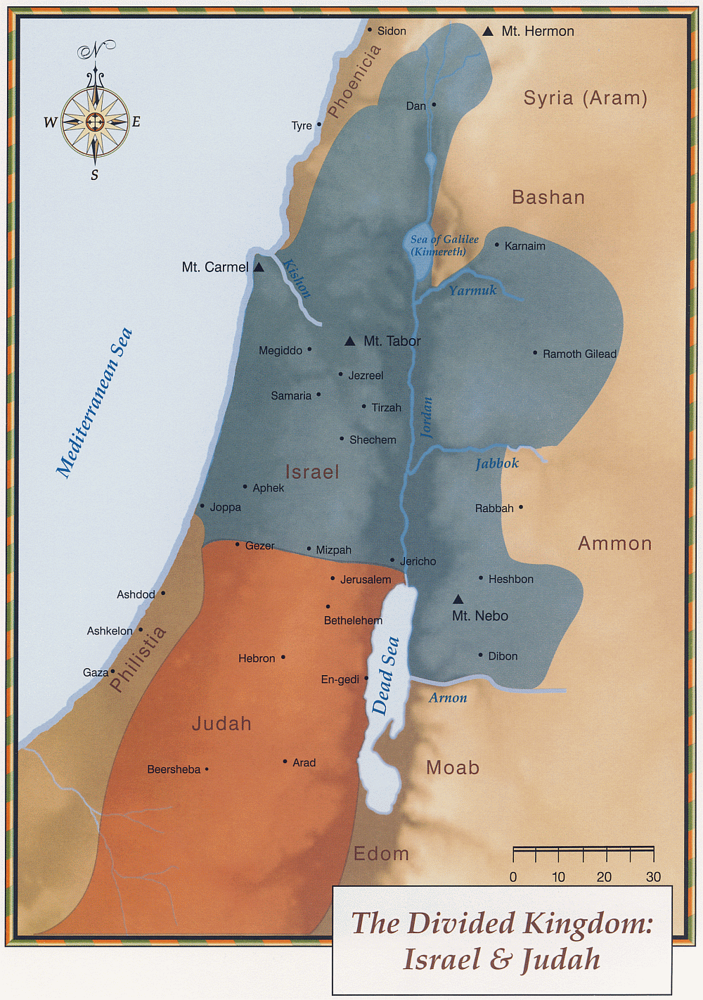 N
W
E
S
Sidon
Mt. Hermon
Phoenicia
Syria (Aram)
Dan
Tyre
Bashan
Sea of Galilee
(Kinnereth)
Karnaim
Mt. Carmel
Kishon
Yarmuk
Mediterranean Sea
Megiddo
Mt. Tabor
Ramoth Gilead
Jezreel
Samaria
Tirzah
Jordan
Shechem
Jabbok
Israel
Aphek
Joppa
Rabbah
Gezer
Mizpah
Ammon
Jericho
Jerusalem
Heshbon
Ashdod
Bethelehem
Mt. Nebo
Ashkelon
Philistia
Hebron
Dibon
Gaza
En-gedi
Dead Sea
Arnon
Judah
Beersheba
Arad
Moab
Edom
0 10 20 30
The Divided Kingdom:
Israel & Judah